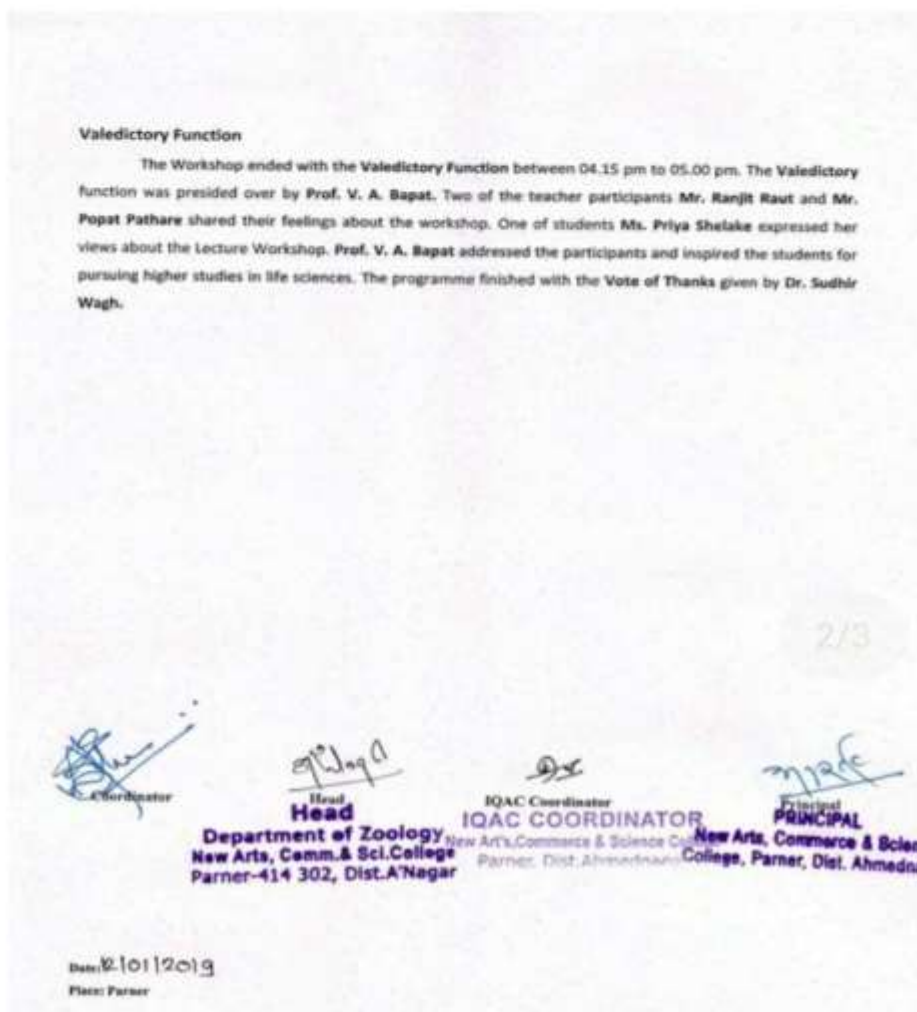 Valedictory Function
The Workshop ended with the Valedictory Function between 04.15 pm to 05.00 pm. The Valedictory
function was presided over by Prof. V. A. Bapat. Two of the teacher participants Mr. Ranjit Raut and Mr.
Popat Pathare shared their feelings about the workshop. One of students Ms. Priya Shelake expressed her
views about the Lecture Workshop. Prof. V. A. Bapat addressed the participants and inspired the students for
pursuing higher studies in life sciences. The programme finished with the Vote of Thanks given by Dr. Sudhir
Wagh.
2/3
Coordinator
Head
IQAC Coordinator
Principal
Head
Department of Zoology
New Arts, Comm.& Sci.College
Parner-414 302, Dist.A'Nagar
IQAC COORDINATOR
New Art's,Commerce & Science
Parner, Dist.
PRINCIPAL
New Arts, Commerce & Scien
College, Parner, Dist. Ahmedna
Date: 12/01/2019
Place: Parner